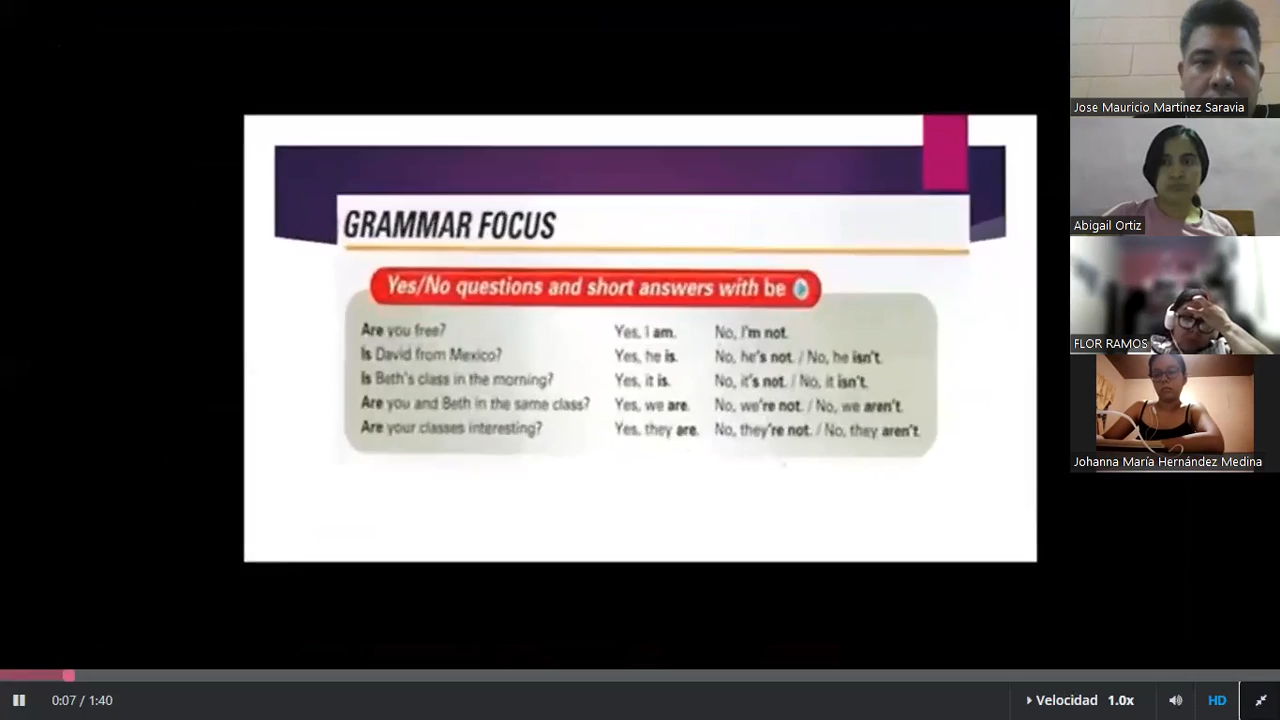 GRAMMAR FOCUS
Yes/No questions and short answers with be
Are you free? Yes, I am. No, I'm not.
Is David from Mexico? Yes, he is. No, he's not. / No, he isn't.
Is Beth's class in the morning? Yes, it is. No, it's not. / No, it isn't.
Are you and Beth in the same class? Yes, we are. No, we're not. / No, we aren't.
Are your classes interesting? Yes, they are. No, they're not. / No, they aren't.
Jose Mauricio Martinez Saravia
Abigail Ortiz
FLOR RAMOS
Johanna María Hernández Medina
0:07 / 1:40
Velocidad 1.0x
HD